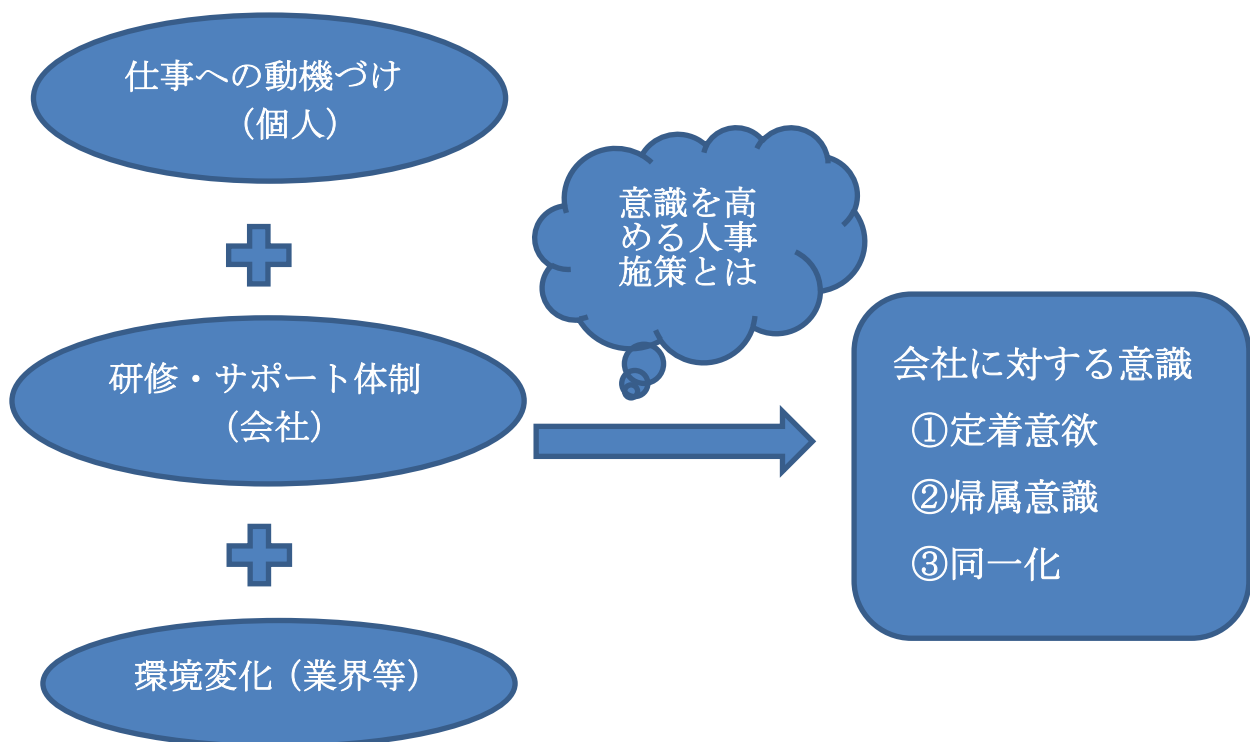 仕事への動機づけ
（個人）
意識を高
める人事
施策とは
研修・サポート体制
（会社）
会社に対する意識
①定着意欲
②帰属意識
③同一化
環境変化（業界等）